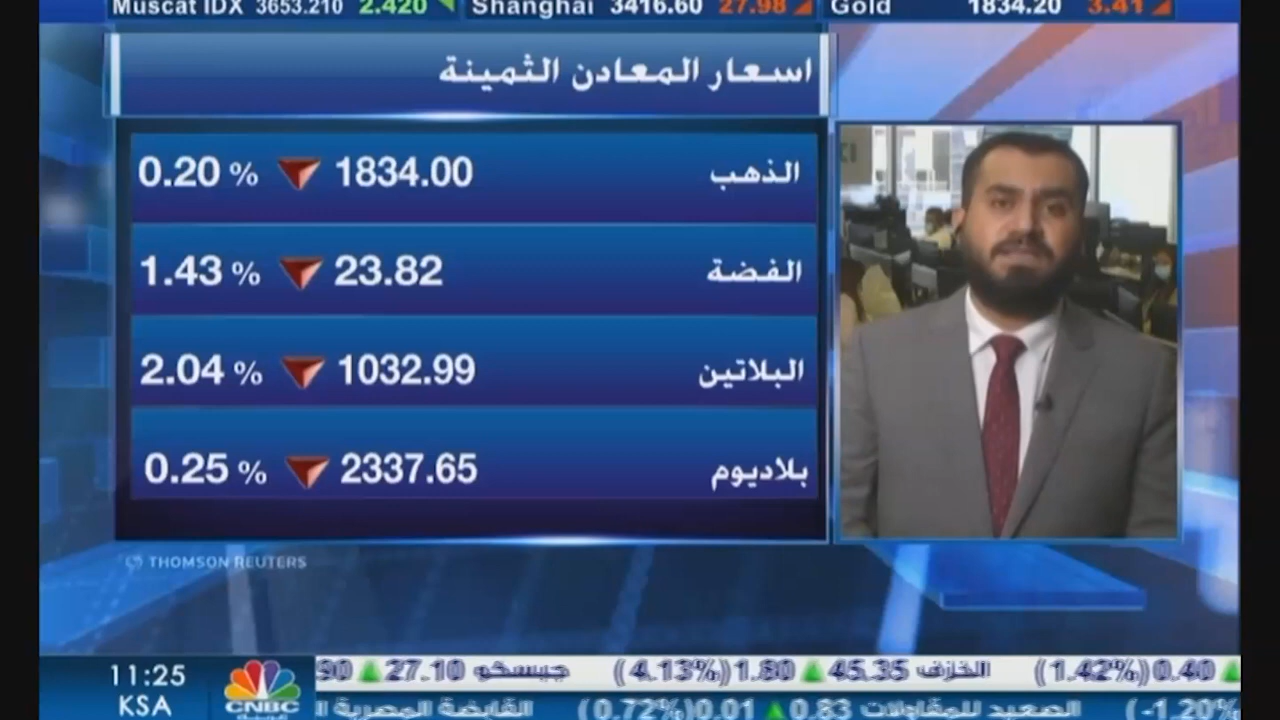 Muscat IDX 3653.210 2.420 Shanghai 3416.60 27.98 Gold 1834.20 3.41
اسعار المعادن الثمينة
الذهب 1834.00 0.20 %
الفضة 23.82 1.43 %
البلاتين 1032.99 2.04 %
بلاديوم 2337.65 0.25 %
THOMSON REUTERS
11:25
KSA
CNBC
عربية
0.40 (1.42%) الخزف 45.35 1.80 (4.13%) جبسكو 27.10 90
(-1.20% الصعيد للمقاولات 0.83 0.01 (0.72%) القابضة المصرية ا